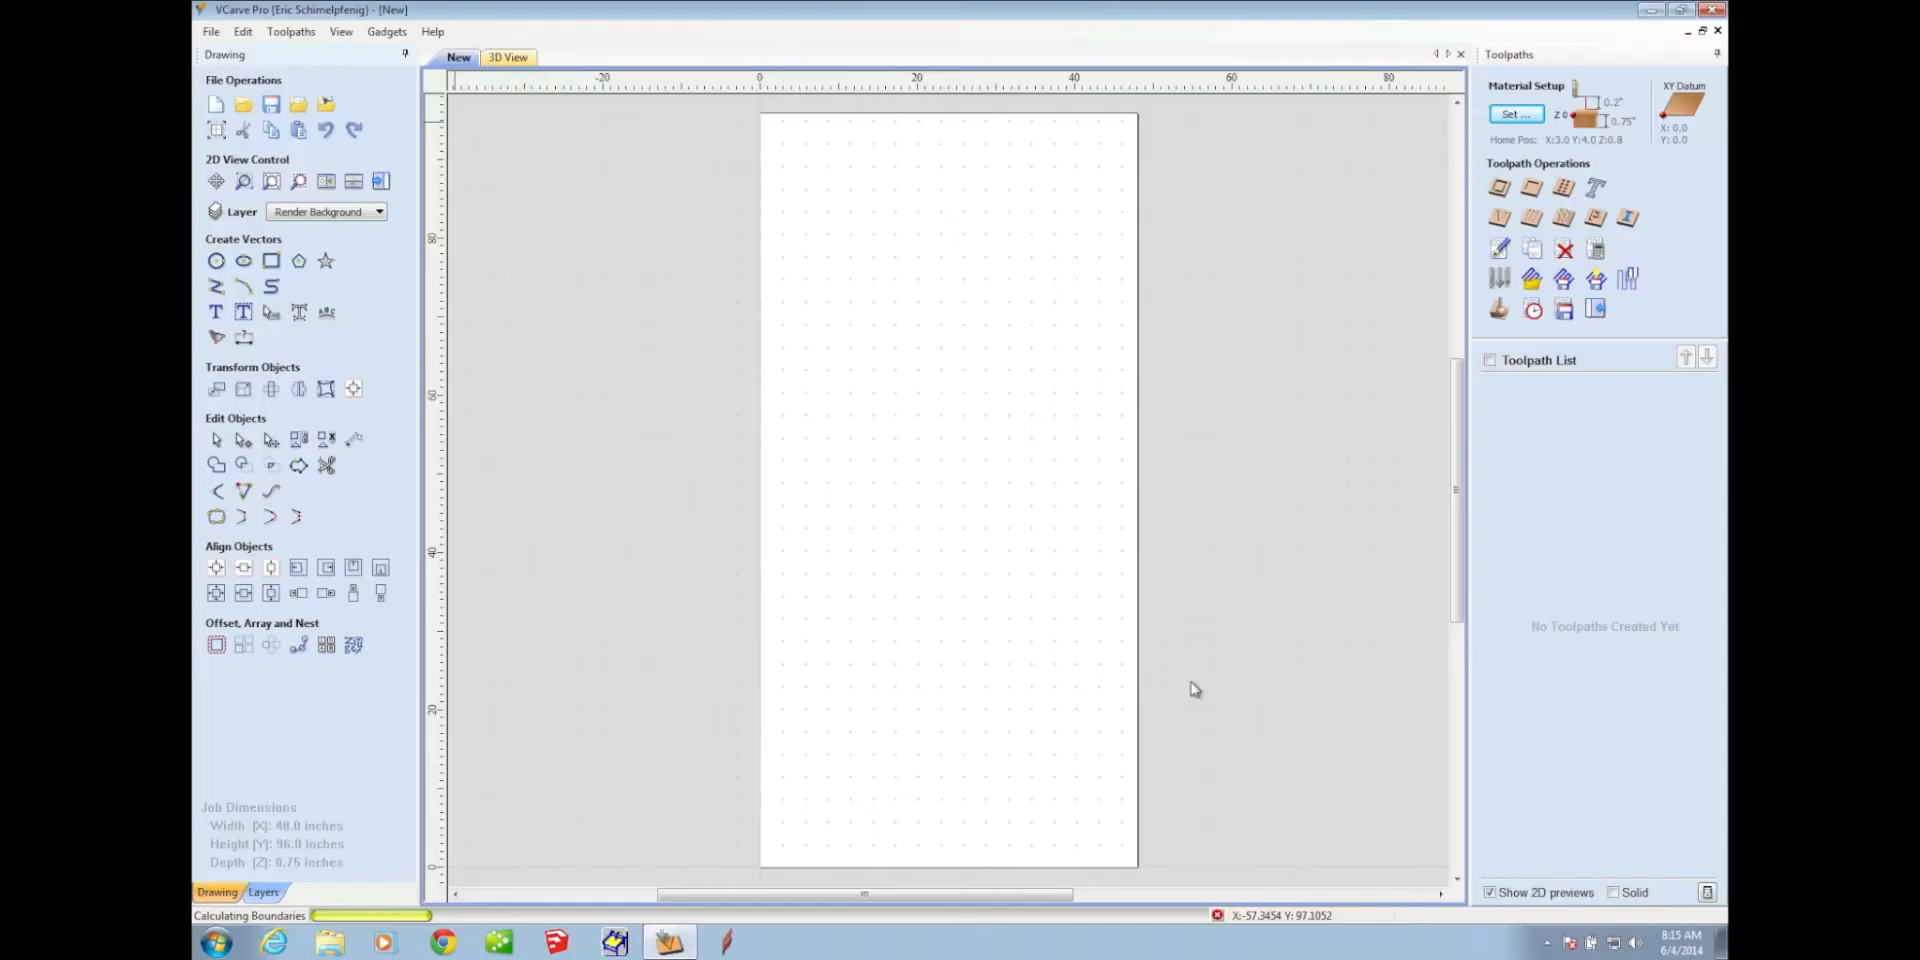 VCarve Pro {Eric Schimelpfenig} - [New]
File Edit Toolpaths View Gadgets Help
Drawing
File Operations
2D View Control
Layer Render Background
Create Vectors
Transform Objects
Edit Objects
Align Objects
Offset, Array and Nest
Job Dimensions
Width [X]: 48.0 inches
Height [Y]: 96.0 inches
Depth [Z]: 0.75 inches
Drawing Layers
Calculating Boundaries
New 3D View
-20 0 20 40 60 80
80
60
40
20
0
X:-57.3454 Y: 97.1052
Toolpaths
Material Setup
Set ...
Z 0
0.2"
0.75"
Home Pos: X:3.0 Y:4.0 Z:0.8
XY Datum
X: 0.0
Y: 0.0
Toolpath Operations
Toolpath List
No Toolpaths Created Yet
Show 2D previews Solid
8:15 AM
6/4/2014